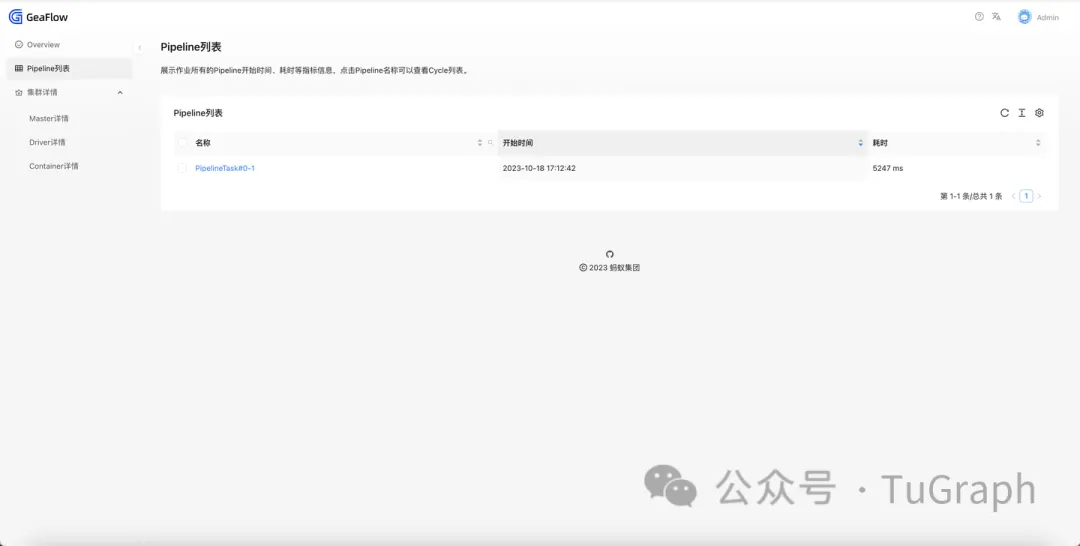 GeaFlow
Admin
Overview
Pipeline列表
集群详情
Master详情
Driver详情
Container详情
Pipeline列表
展示作业所有的Pipeline开始时间、耗时等指标信息，点击Pipeline名称可以查看Cycle列表。
Pipeline列表
名称 开始时间 耗时
PipelineTask#0-1 2023-10-18 17:12:42 5247 ms
第 1-1 条/总共 1 条 1
© 2023 蚂蚁集团
公众号 · TuGraph